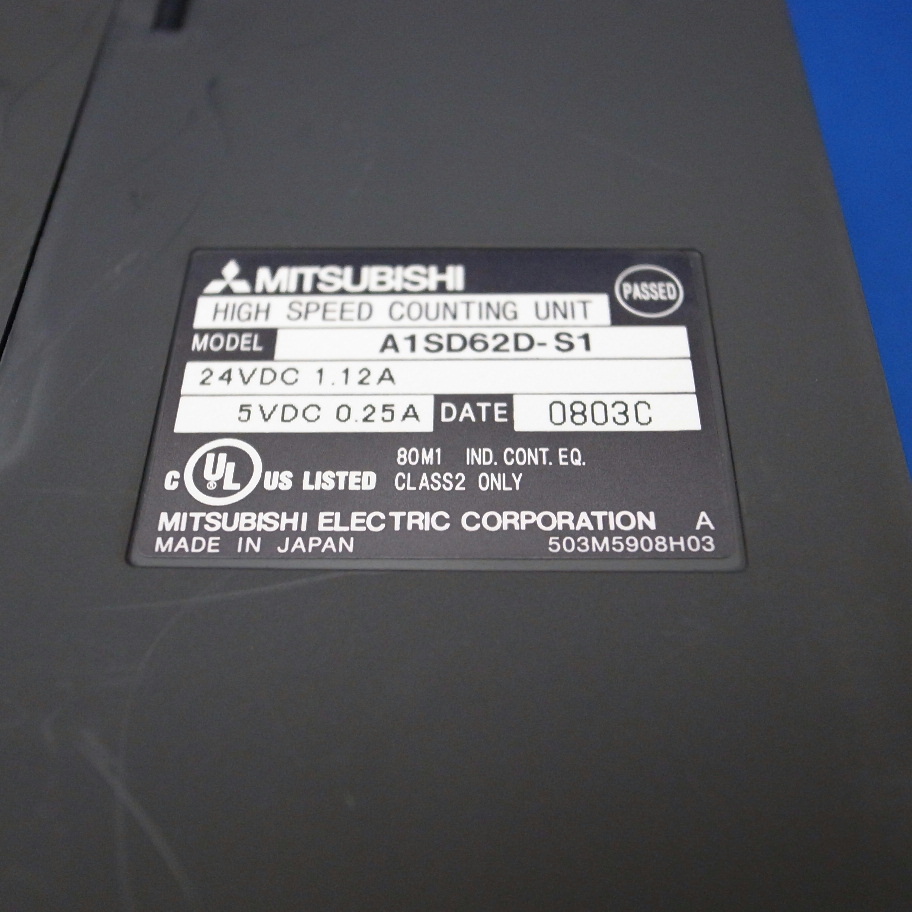 MITSUBISHI PASSED
HIGH SPEED COUNTING UNIT
MODEL A1SD62D-S1
24VDC 1.12A
5VDC 0.25A DATE 0803C
C UL ® US LISTED 80M1 IND. CONT. EQ.
CLASS2 ONLY
MITSUBISHI ELECTRIC CORPORATION A
MADE IN JAPAN 503M5908H03